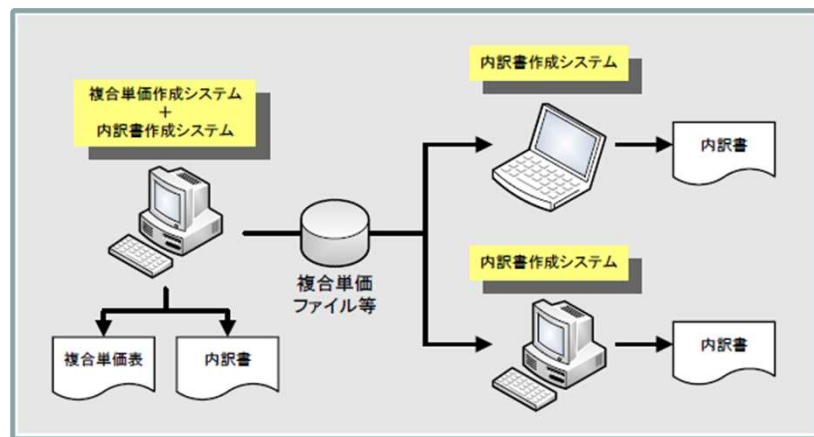 複合単価作成システム
＋
内訳書作成システム
複合単価表
内訳書
複合単価
ファイル等
内訳書作成システム
内訳書
内訳書作成システム
内訳書